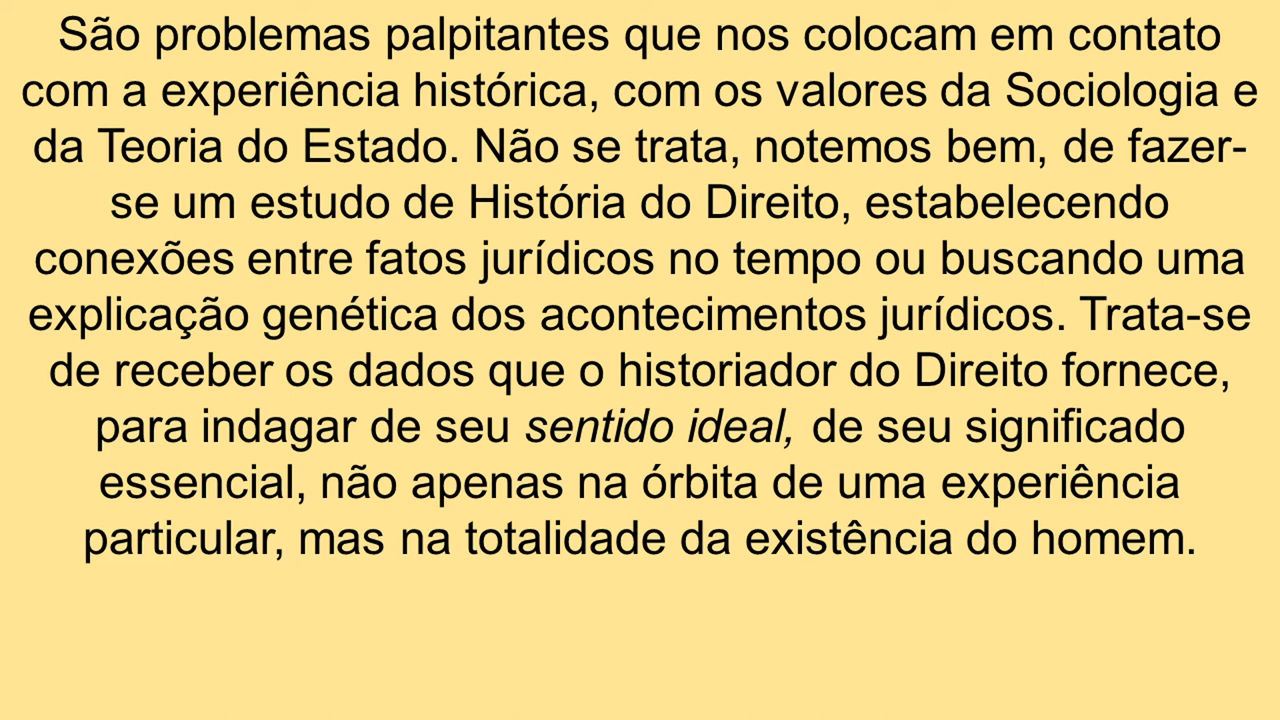 São problemas palpitantes que nos colocam em contato
com a experiência histórica, com os valores da Sociologia e
da Teoria do Estado. Não se trata, notemos bem, de fazer-
se um estudo de História do Direito, estabelecendo
conexões entre fatos jurídicos no tempo ou buscando uma
explicação genética dos acontecimentos jurídicos. Trata-se
de receber os dados que o historiador do Direito fornece,
para indagar de seu sentido ideal, de seu significado
essencial, não apenas na órbita de uma experiência
particular, mas na totalidade da existência do homem.